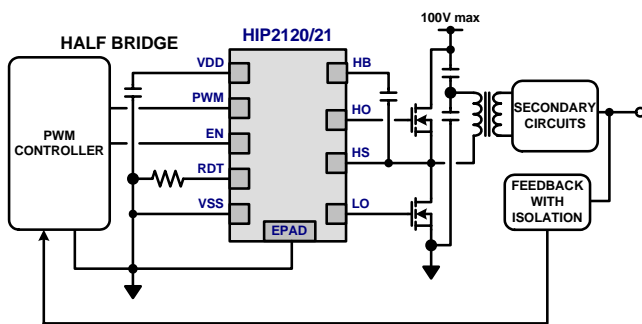 100V max
HALF BRIDGE
HIP2120/21
VDD
HB
PWM
HO
EN
HS
RDT
LO
VSS
EPAD
PWM
CONTROLLER
SECONDARY
CIRCUITS
FEEDBACK
WITH
ISOLATION